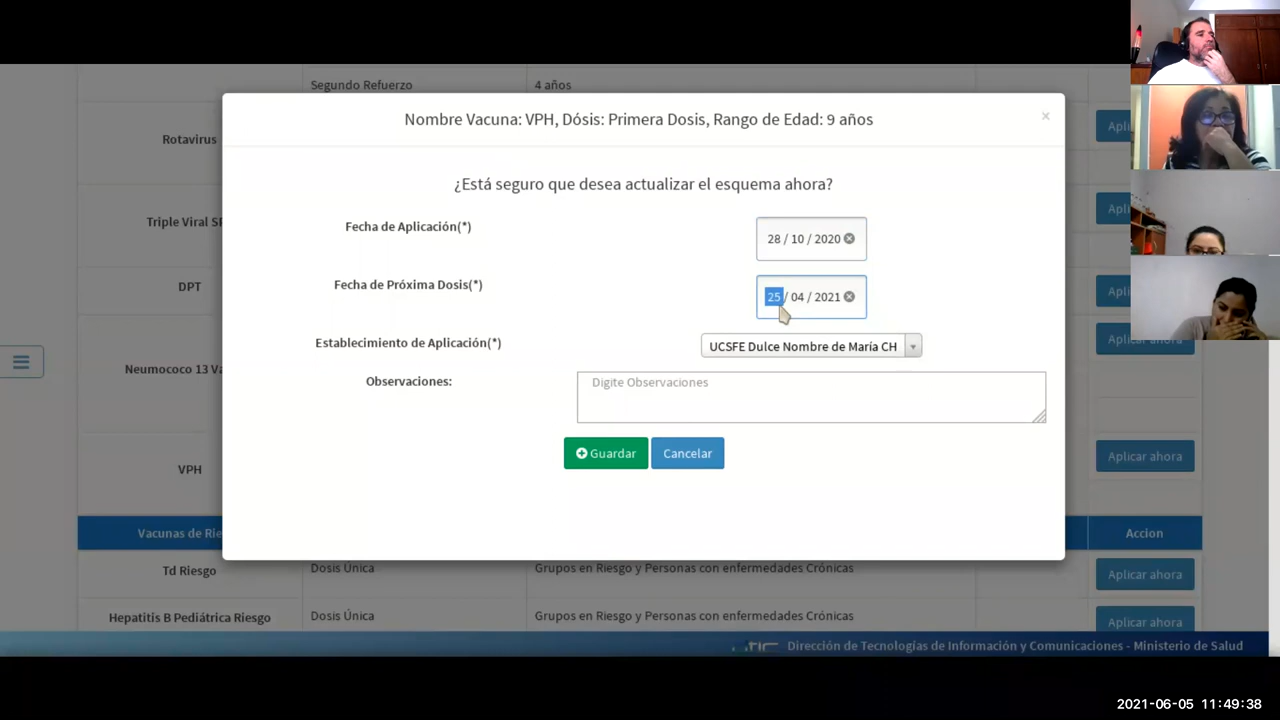 Segundo Refuerzo
4 años
Nombre Vacuna: VPH, Dósis: Primera Dosis, Rango de Edad: 9 años
×
Rotavirus
¿Está seguro que desea actualizar el esquema ahora?
Triple Viral
Fecha de Aplicación(*)
28 / 10 / 2020
DPT
Fecha de Próxima Dosis(*)
25 / 04 / 2021
Establecimiento de Aplicación(*)
UCSFE Dulce Nombre de María CH
Neumococo 13
Aplicar ahora
Observaciones:
Digite Observaciones
VPH
Guardar
Cancelar
Aplicar ahora
Vacunas de
Accion
Td Riesgo
Dosis Única
Grupos en Riesgo y Personas con enfermedades Crónicas
Aplicar ahora
Hepatitis B Pediátrica Riesgo
Dosis Única
Grupos en Riesgo y Personas con enfermedades Crónicas
Aplicar ahora
Dirección de Tecnologías de Información y Comunicaciones - Ministerio de Salud
2021-06-05 11:49:38